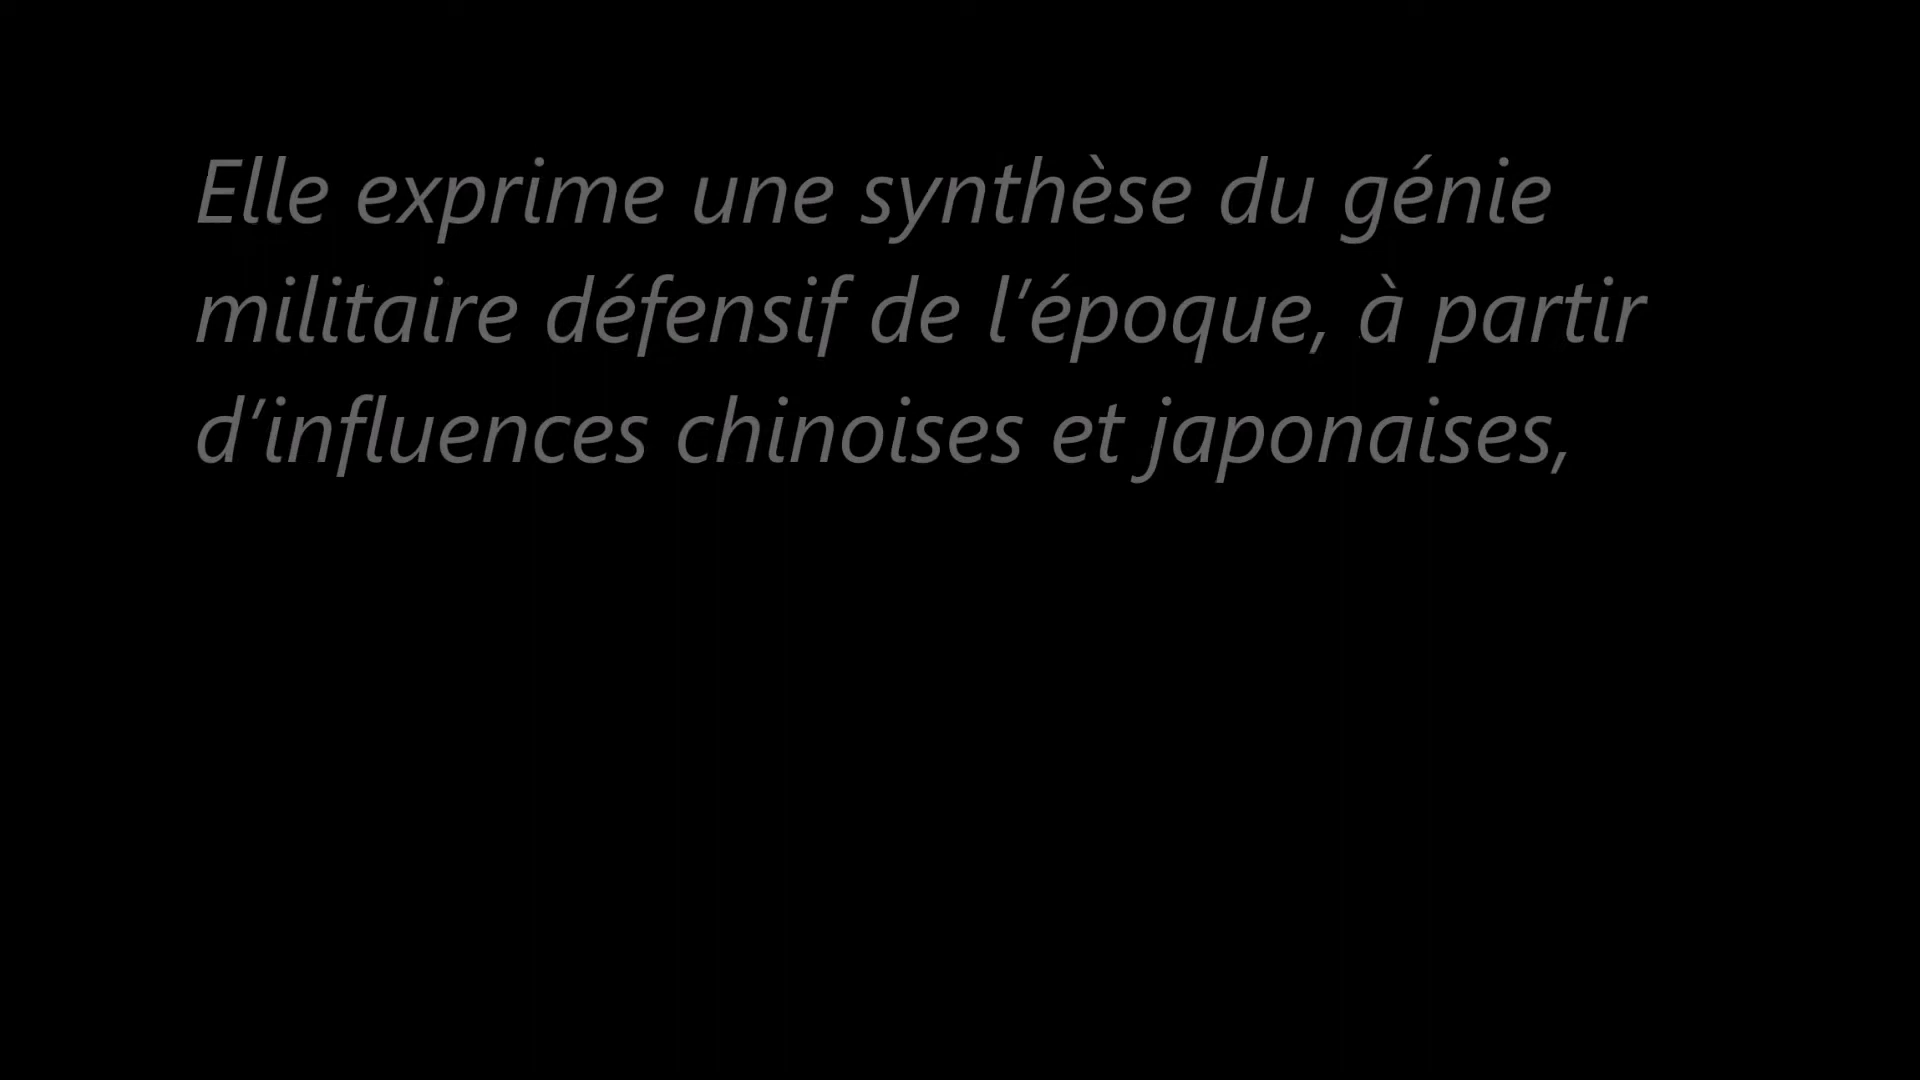 Elle exprime une synthèse du génie
militaire défensif de l’époque, à partir
d’influences chinoises et japonaises,